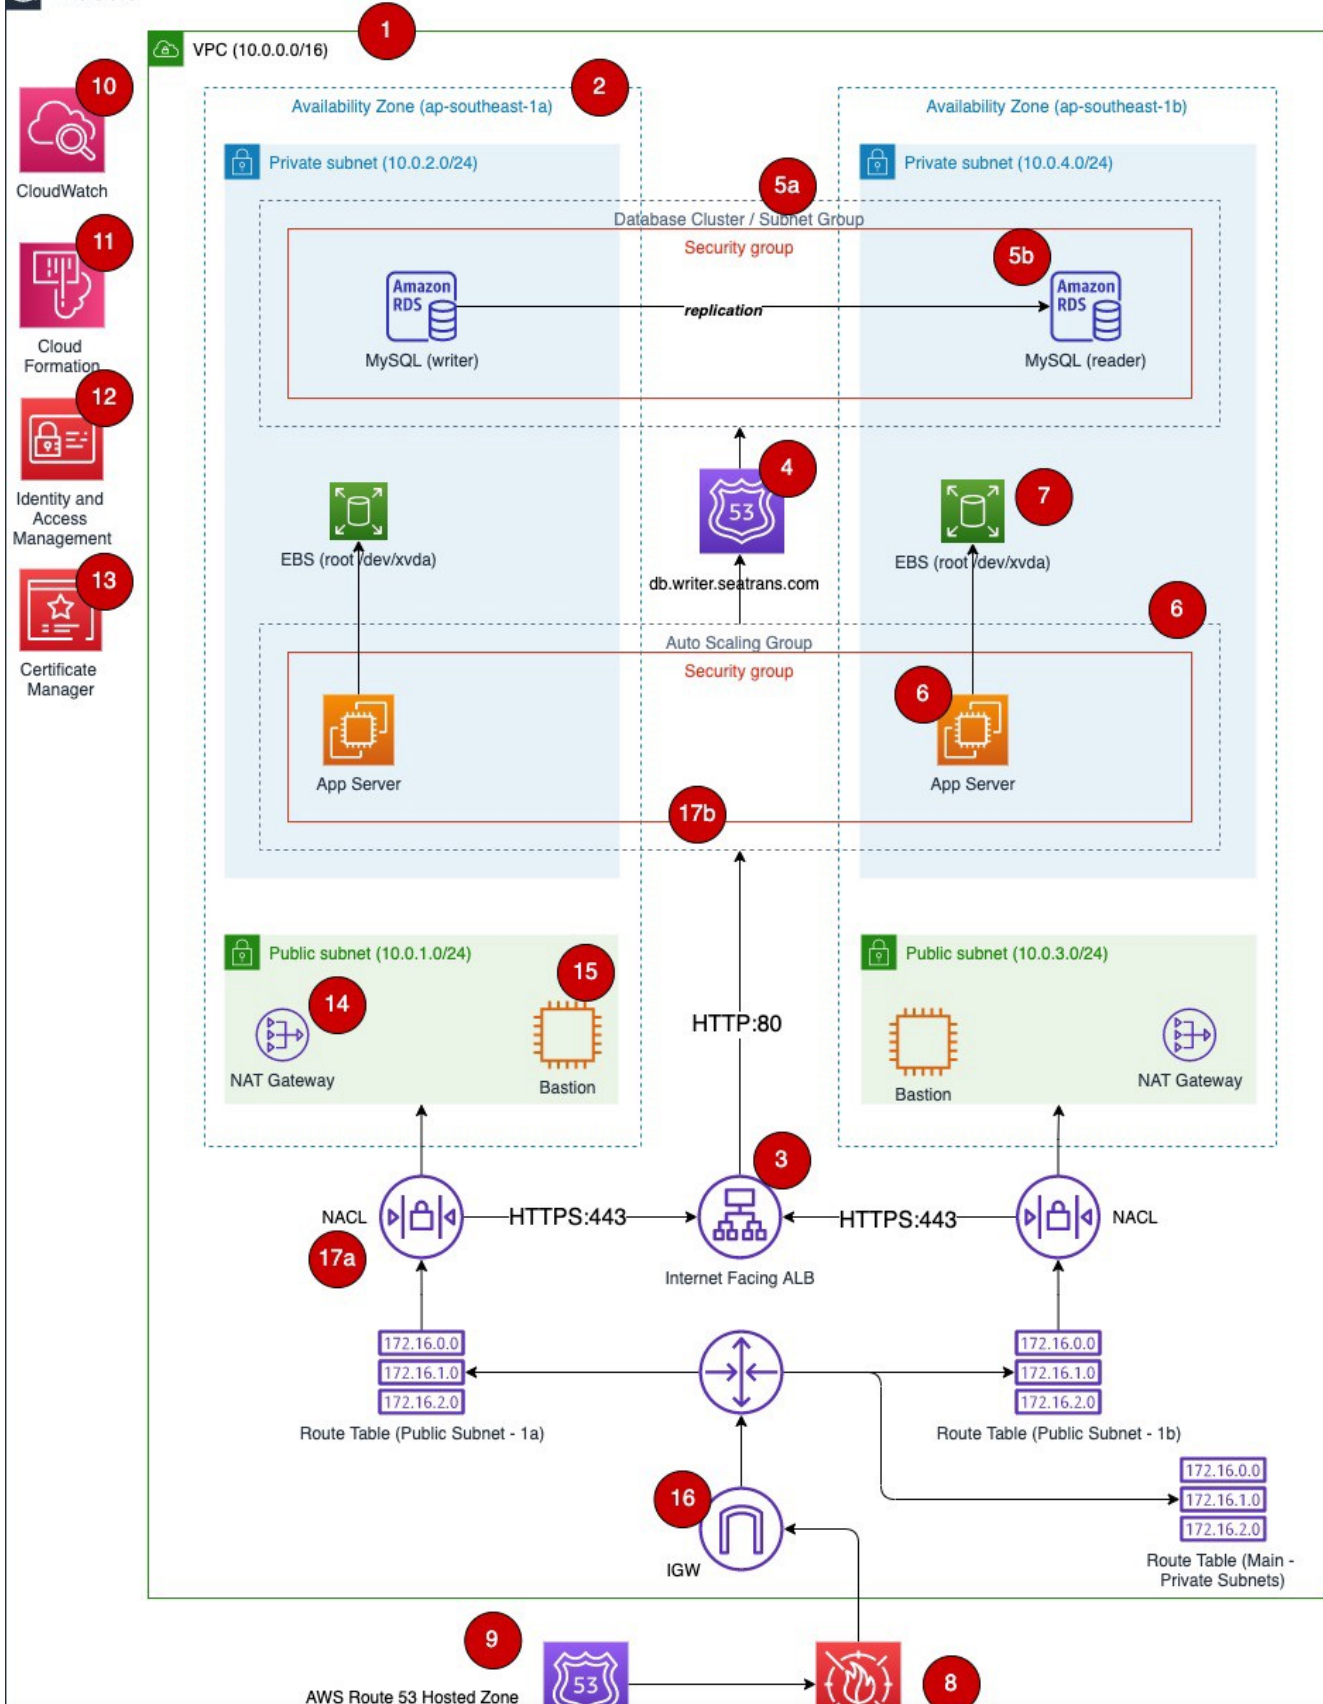 1
VPC (10.0.0.0/16)
10
CloudWatch
11
Cloud
Formation
12
Identity and
Access
Management
13
Certificate
Manager
2
Availability Zone (ap-southeast-1a)
Availability Zone (ap-southeast-1b)
Private subnet (10.0.2.0/24)
Private subnet (10.0.4.0/24)
5a
Database Cluster / Subnet Group
Security group
5b
Amazon
RDS
MySQL (writer)
replication
Amazon
RDS
MySQL (reader)
4
53
db.writer.seatrans.com
EBS (root /dev/xvda)
7
EBS (root /dev/xvda)
6
Auto Scaling Group
Security group
6
App Server
App Server
17b
Public subnet (10.0.1.0/24)
Public subnet (10.0.3.0/24)
14
NAT Gateway
15
Bastion
HTTP:80
Bastion
NAT Gateway
3
NACL
17a
HTTPS:443
HTTPS:443
NACL
Internet Facing ALB
172.16.0.0
172.16.1.0
172.16.2.0
Route Table (Public Subnet - 1a)
172.16.0.0
172.16.1.0
172.16.2.0
Route Table (Public Subnet - 1b)
16
IGW
172.16.0.0
172.16.1.0
172.16.2.0
Route Table (Main -
Private Subnets)
9
53
AWS Route 53 Hosted Zone
8